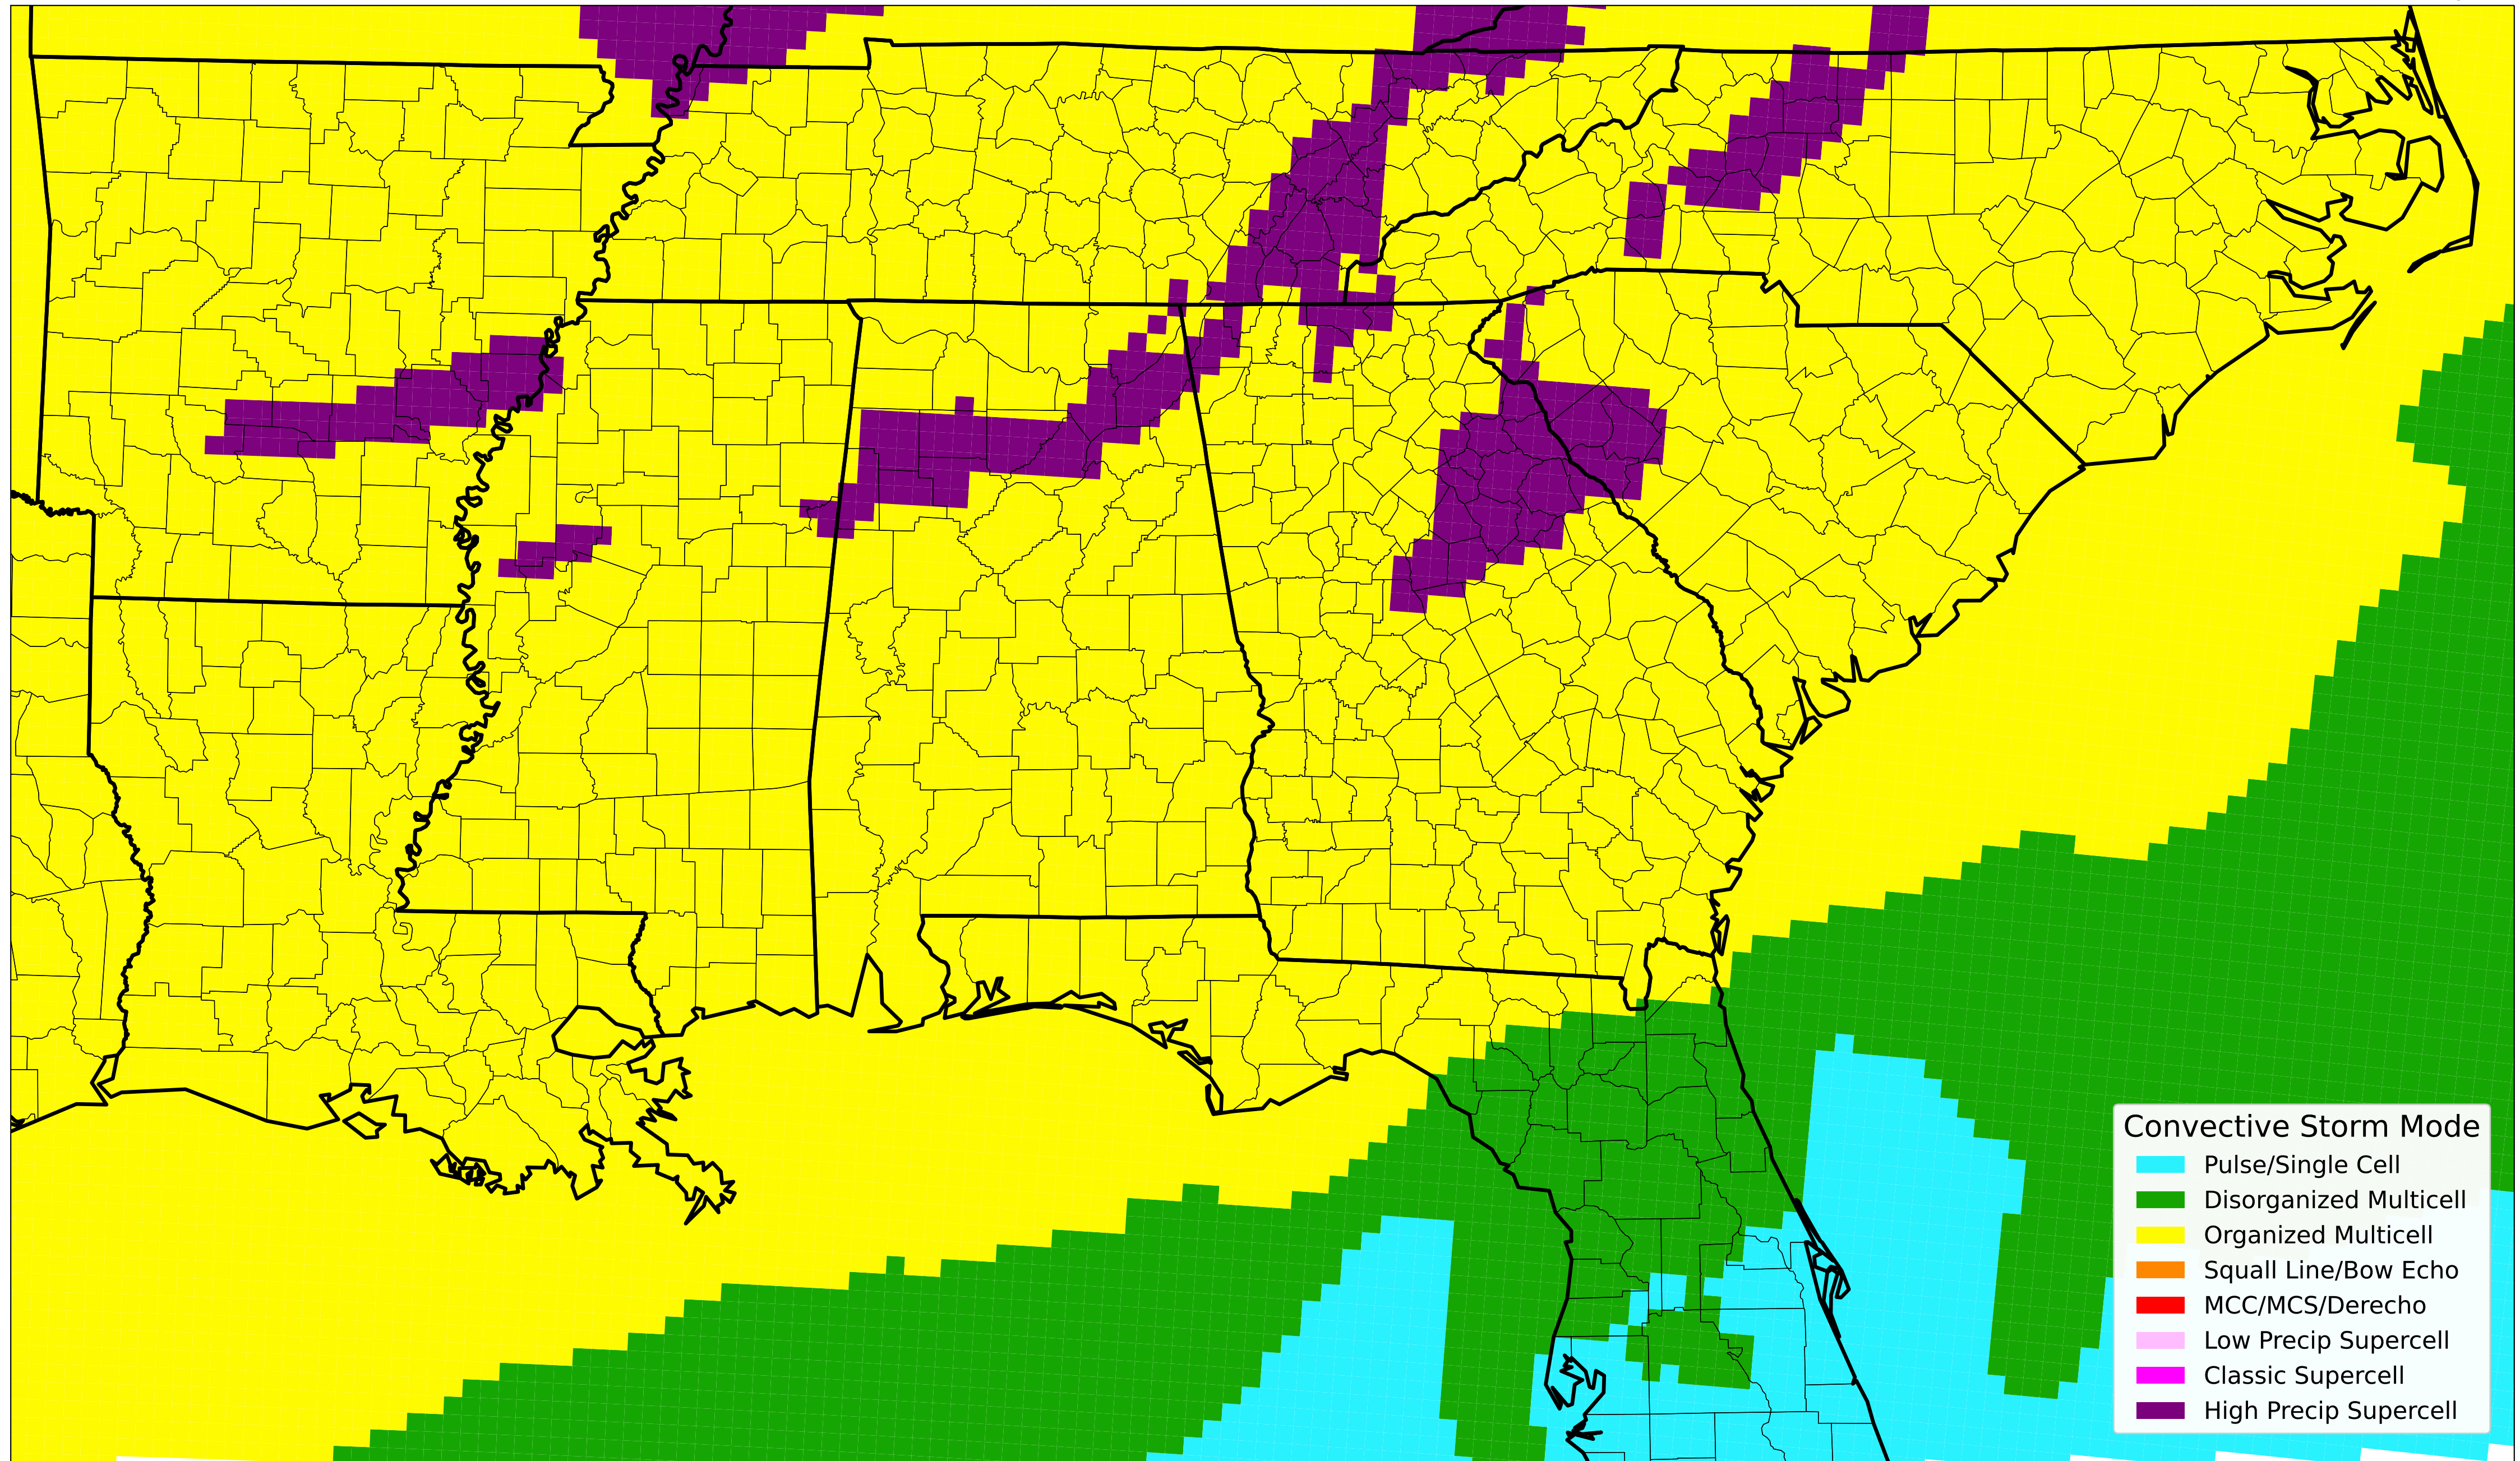 Convective Storm Mode
Pulse/Single Cell
Disorganized Multicell
Organized Multicell
Squall Line/Bow Echo
MCC/MCS/Derecho
Low Precip Supercell
Classic Supercell
High Precip Supercell